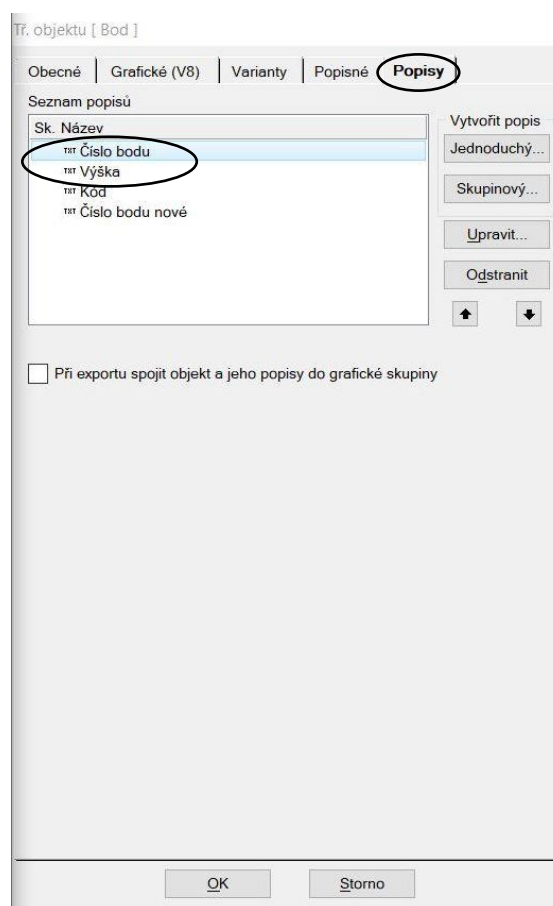 Tř. objektu [ Bod ]
Obecné Grafické (V8) Varianty Popisné Popisy
Seznam popisů
Sk. Název
TXT Číslo bodu
TXT Výška
TXT Kód
TXT Číslo bodu nové
Vytvořit popis
Jednoduchý...
Skupinový...
Upravit...
Odstranit
Při exportu spojit objekt a jeho popisy do grafické skupiny
OK Storno